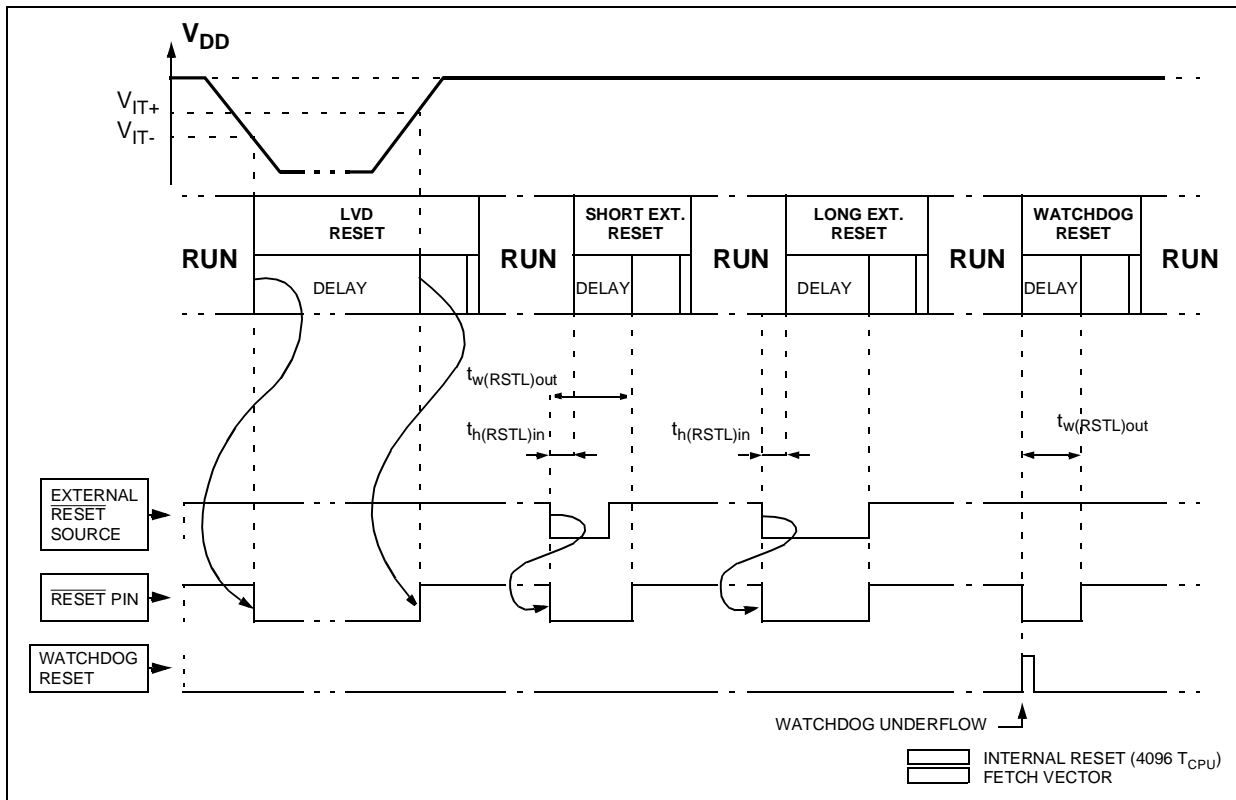 V_DD
V_IT+
V_IT-
LVD
RESET
SHORT EXT.
RESET
LONG EXT.
RESET
WATCHDOG
RESET
RUN
RUN
RUN
RUN
RUN
DELAY
DELAY
DELAY
DELAY
t_w(RSTL)out
t_h(RSTL)in
t_h(RSTL)in
t_w(RSTL)out
EXTERNAL
RESET
SOURCE
RESET PIN
WATCHDOG
RESET
WATCHDOG UNDERFLOW
INTERNAL RESET (4096 T_CPU)
FETCH VECTOR